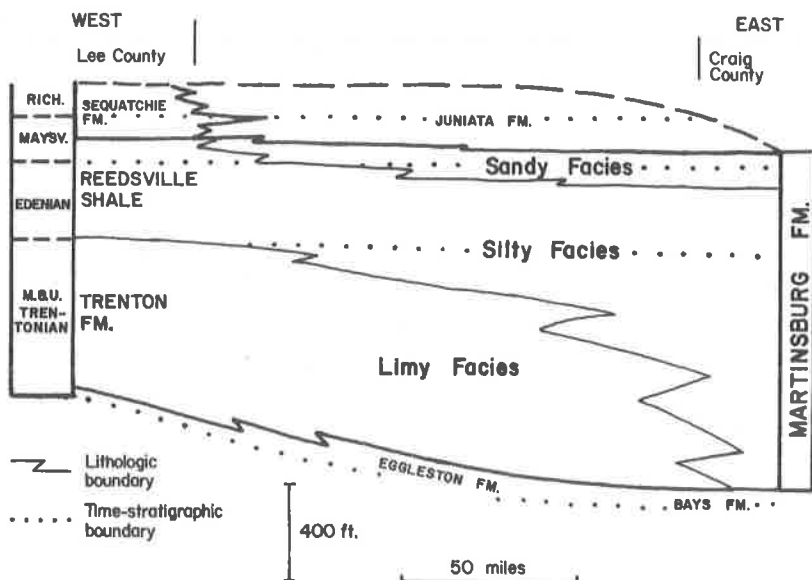 WEST
EAST
Lee County
Craig
County
RICH.
SEQUATCHIE
FM.
JUNIATA FM.
MAYSV.
REEDSVILLE
SHALE
Sandy Facies
EDENIAN
Silty Facies
M.&U.
TREN-
TONIAN
TRENTON
FM.
Limy Facies
MARTINSBURG FM.
EGGLESTON FM.
BAYS FM.
Lithologic
boundary
Time-stratigraphic
boundary
400 ft.
50 miles